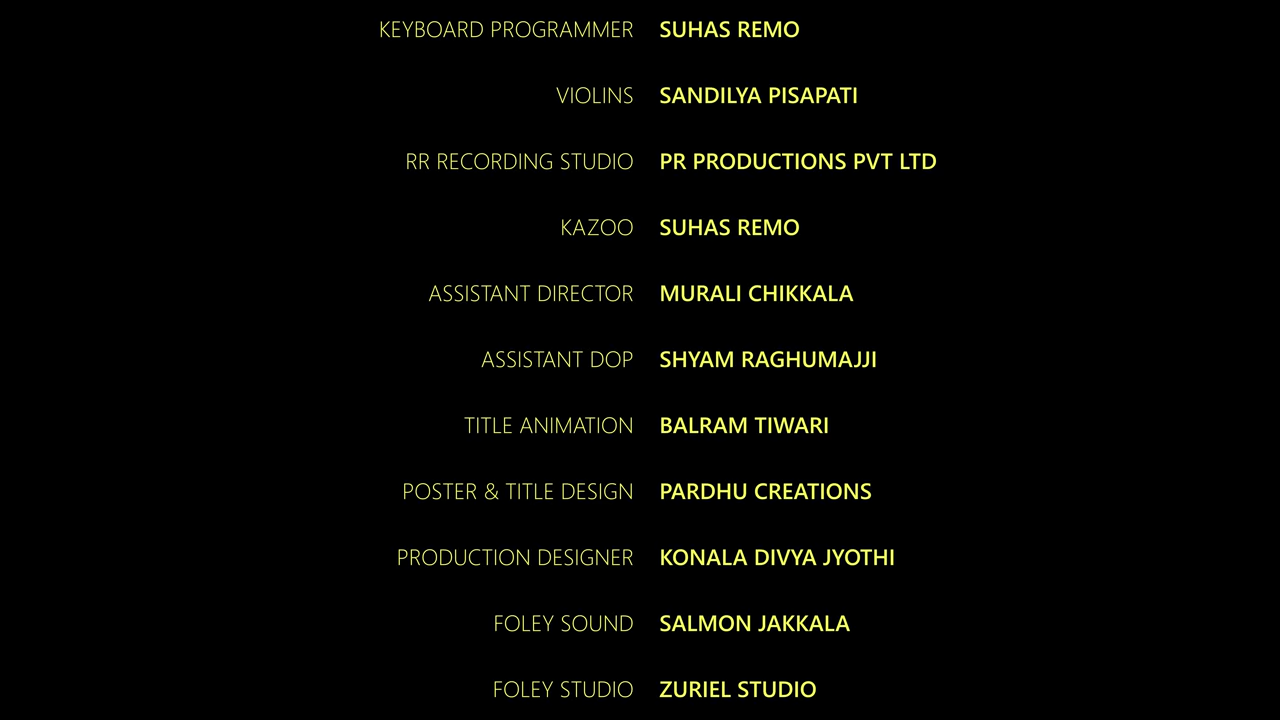 KEYBOARD PROGRAMMER SUHAS REMO
VIOLINS SANDILYA PISAPATI
RR RECORDING STUDIO PR PRODUCTIONS PVT LTD
KAZOO SUHAS REMO
ASSISTANT DIRECTOR MURALI CHIKKALA
ASSISTANT DOP SHYAM RAGHUMAJJI
TITLE ANIMATION BALRAM TIWARI
POSTER & TITLE DESIGN PARDHU CREATIONS
PRODUCTION DESIGNER KONALA DIVYA JYOTHI
FOLEY SOUND SALMON JAKKALA
FOLEY STUDIO ZURIEL STUDIO